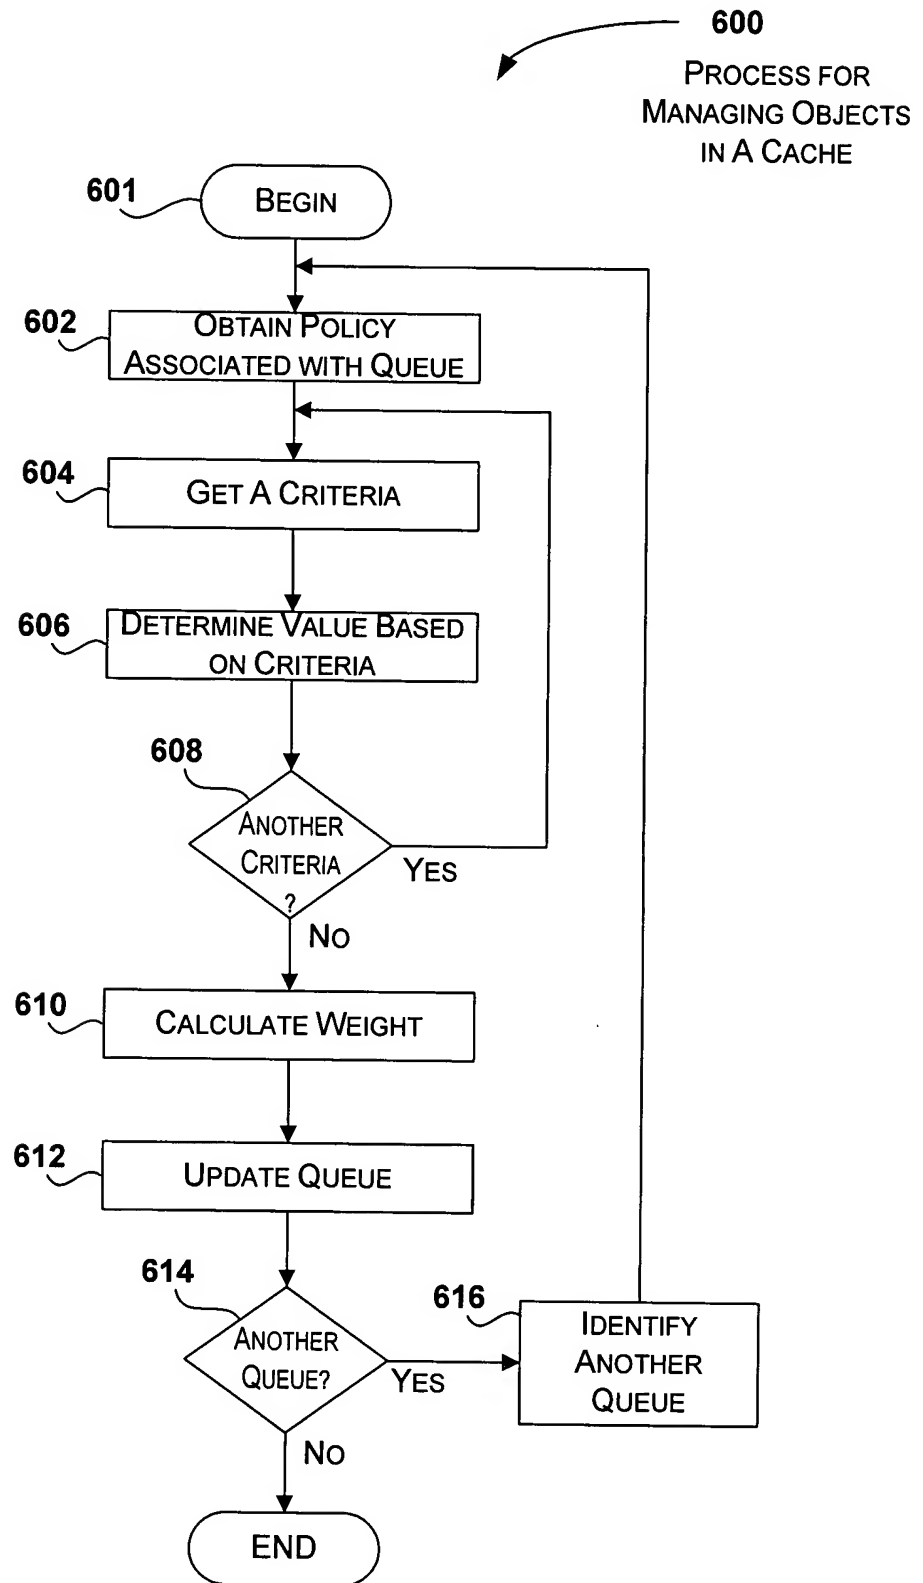 600
PROCESS FOR
MANAGING OBJECTS
IN A CACHE
601
BEGIN
602
OBTAIN POLICY
ASSOCIATED WITH QUEUE
604
GET A CRITERIA
606
DETERMINE VALUE BASED
ON CRITERIA
608
ANOTHER
CRITERIA
?
YES
NO
610
CALCULATE WEIGHT
612
UPDATE QUEUE
614
ANOTHER
QUEUE?
YES
616
IDENTIFY
ANOTHER
QUEUE
NO
END